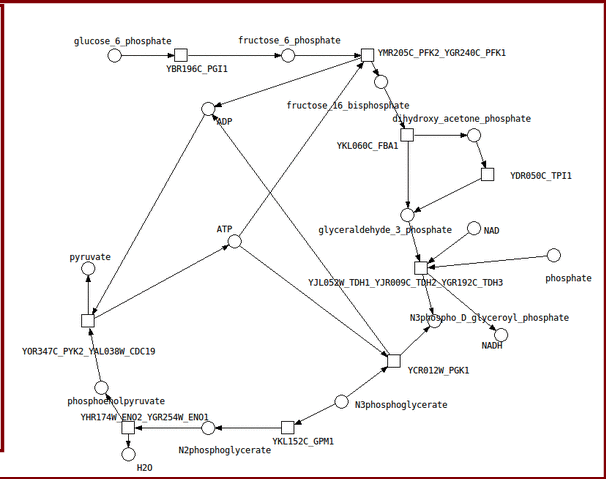 glucose_6_phosphate
fructose_6_phosphate
YMR205C_PFK2_YGR240C_PFK1
YBR196C_PGI1
fructose_16_bisphosphate
ADP
dihydroxy_acetone_phosphate
YKL060C_FBA1
YDR050C_TPI1
ATP
glyceraldehyde_3_phosphate
NAD
pyruvate
phosphate
YJL052W_TDH1_YJR009C_TDH2_YGR192C_TDH3
N3phospho_D_glyceroyl_phosphate
NADH
YOR347C_PYK2_YAL038W_CDC19
YCR012W_PGK1
phosphoenolpyruvate
N3phosphoglycerate
YHR174W_ENO2_YGR254W_ENO1
YKL152C_GPM1
N2phosphoglycerate
H2O